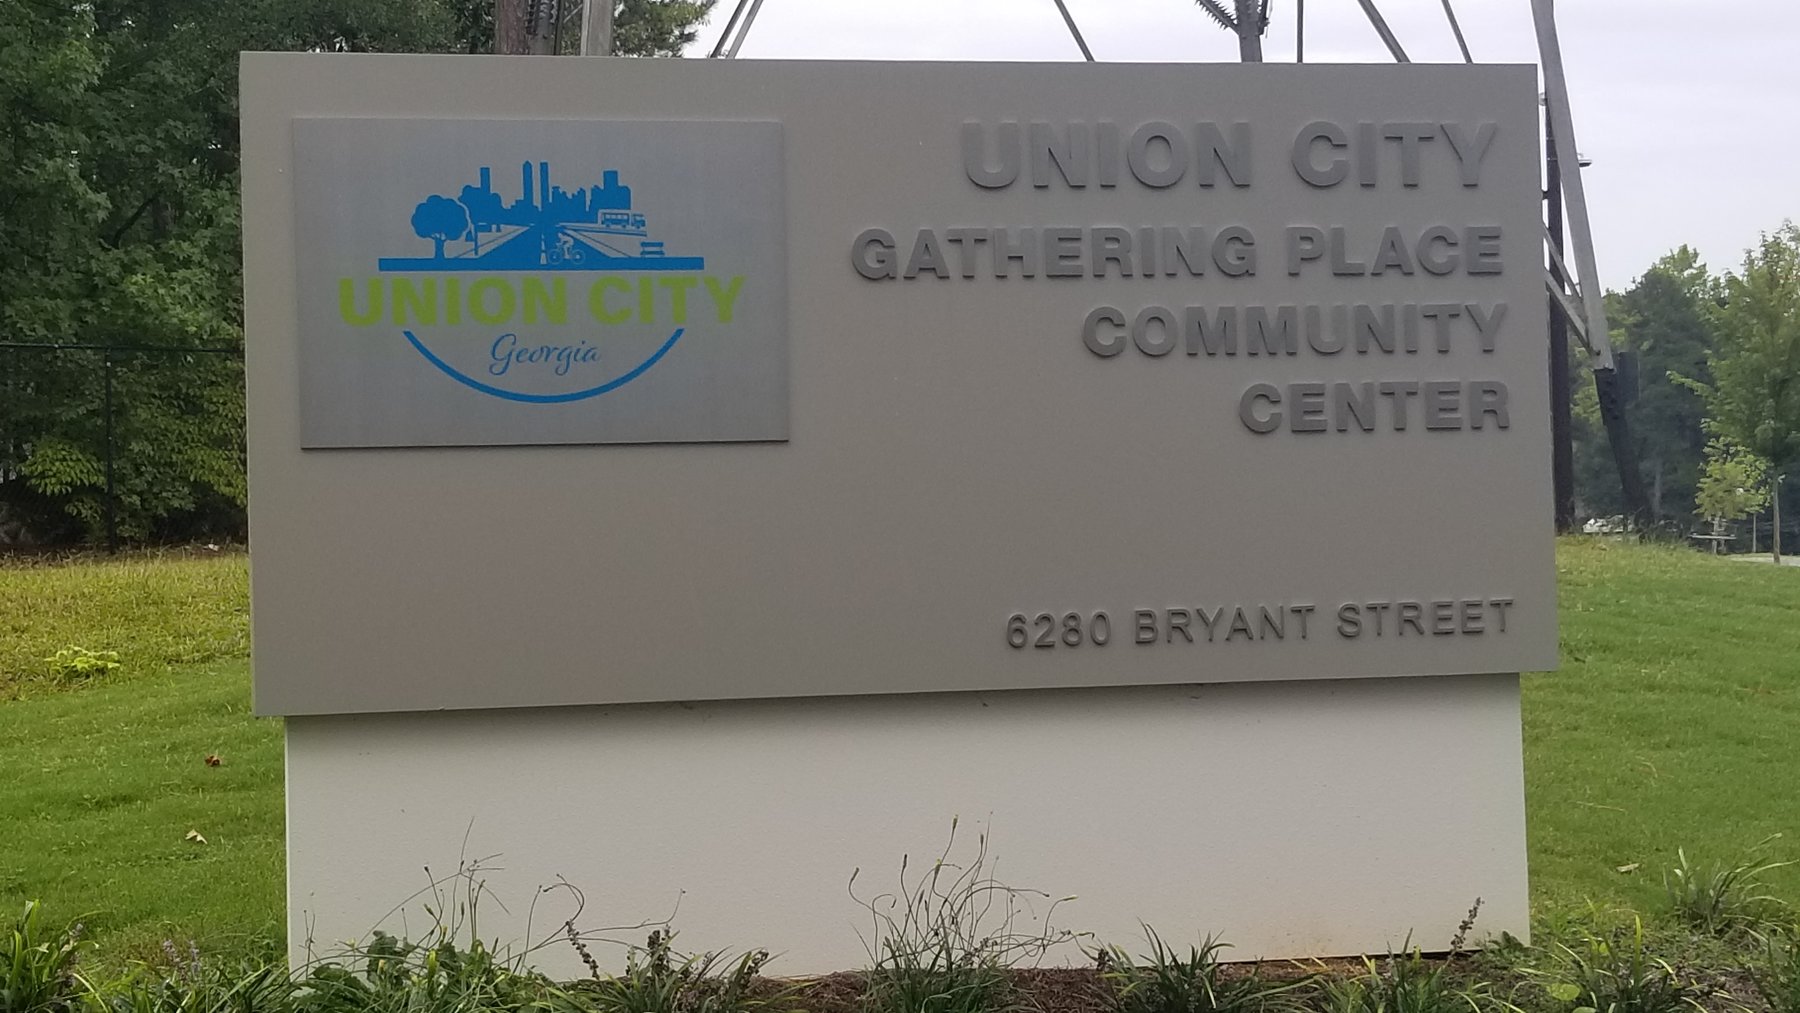 UNION CITY
Georgia
UNION CITY
GATHERING PLACE
COMMUNITY
CENTER
6280 BRYANT STREET